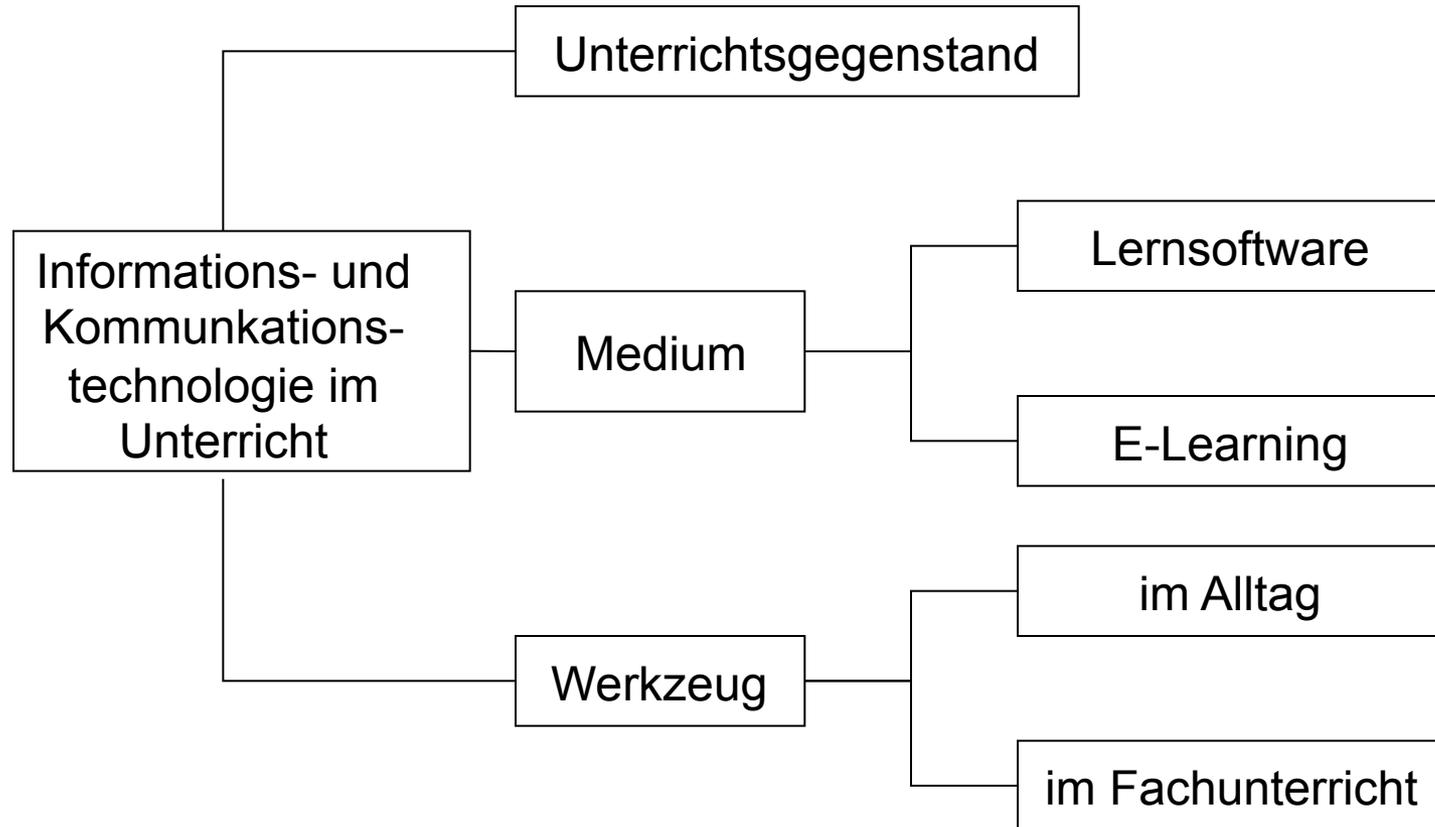 Unterrichtsgegenstand
Informations- und
Kommunkations-
technologie im
Unterricht
Medium
Lernsoftware
E-Learning
Werkzeug
im Alltag
im Fachunterricht